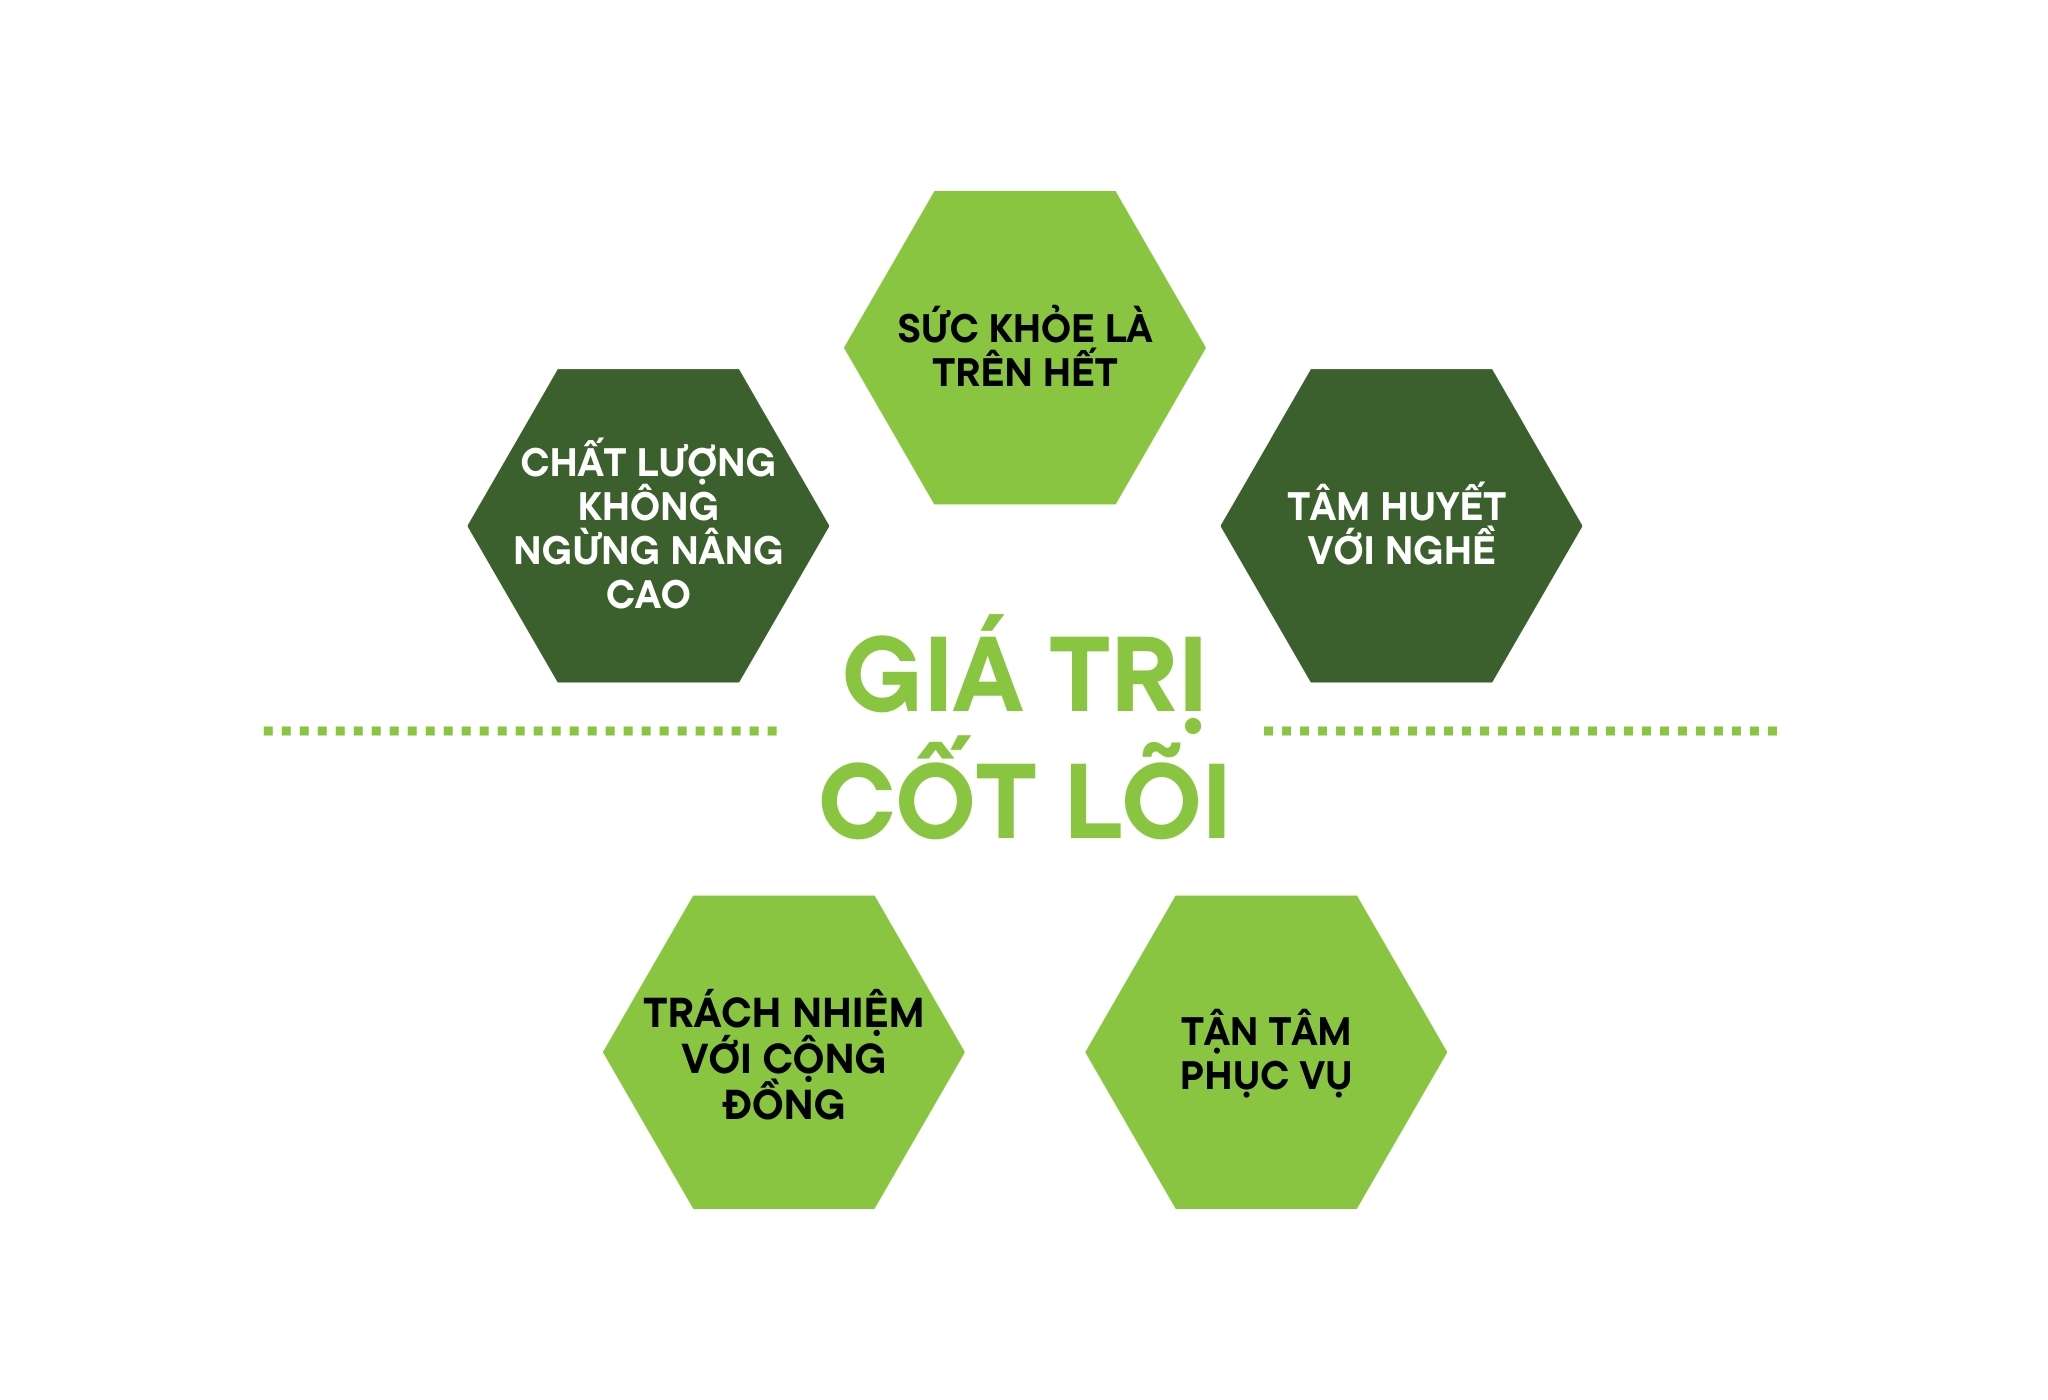 SỨC KHỎE LÀ
TRÊN HẾT
CHẤT LƯỢNG
KHÔNG
NGỪNG NÂNG
CAO
TÂM HUYẾT
VỚI NGHỀ
GIÁ TRỊ
CỐT LÕI
TRÁCH NHIỆM
VỚI CỘNG
ĐỒNG
TẬN TÂM
PHỤC VỤ